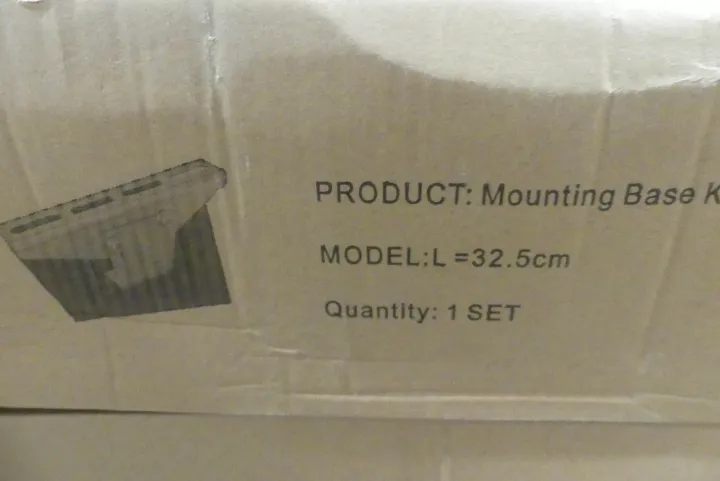 PRODUCT: Mounting Base K
MODEL:L =32.5cm
Quantity: 1 SET